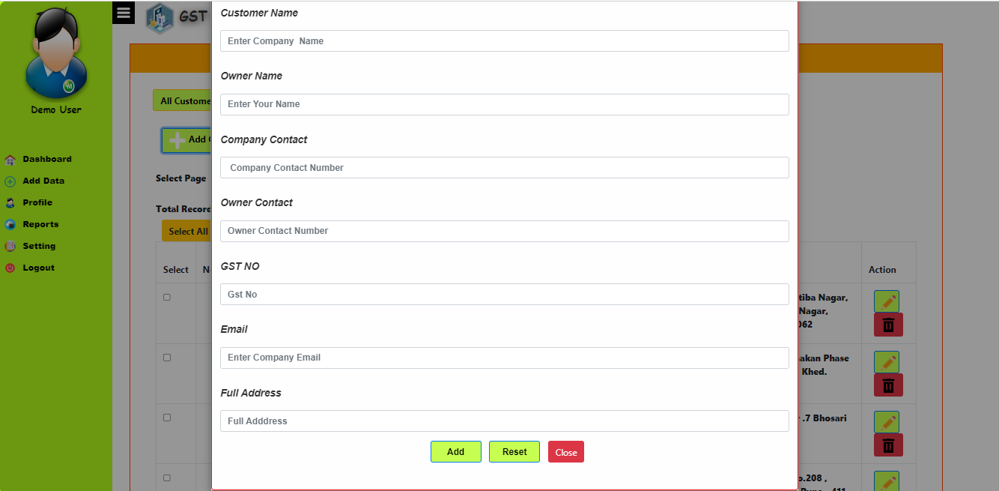 Demo User
Dashboard
Add Data
Profile
Reports
Setting
Logout
GST
All Custome
Add
Select Page
Total Record
Select All
Select
Action
tiba Nagar,
Nagar,
062
akan Phase
Khed.
.7 Bhosari
o.208 ,
Customer Name
Enter Company  Name
Owner Name
Enter Your Name
Company Contact
Company Contact Number
Owner Contact
Owner Contact Number
GST NO
Gst No
Email
Enter Company Email
Full Address
Full Adddress
Add
Reset
Close